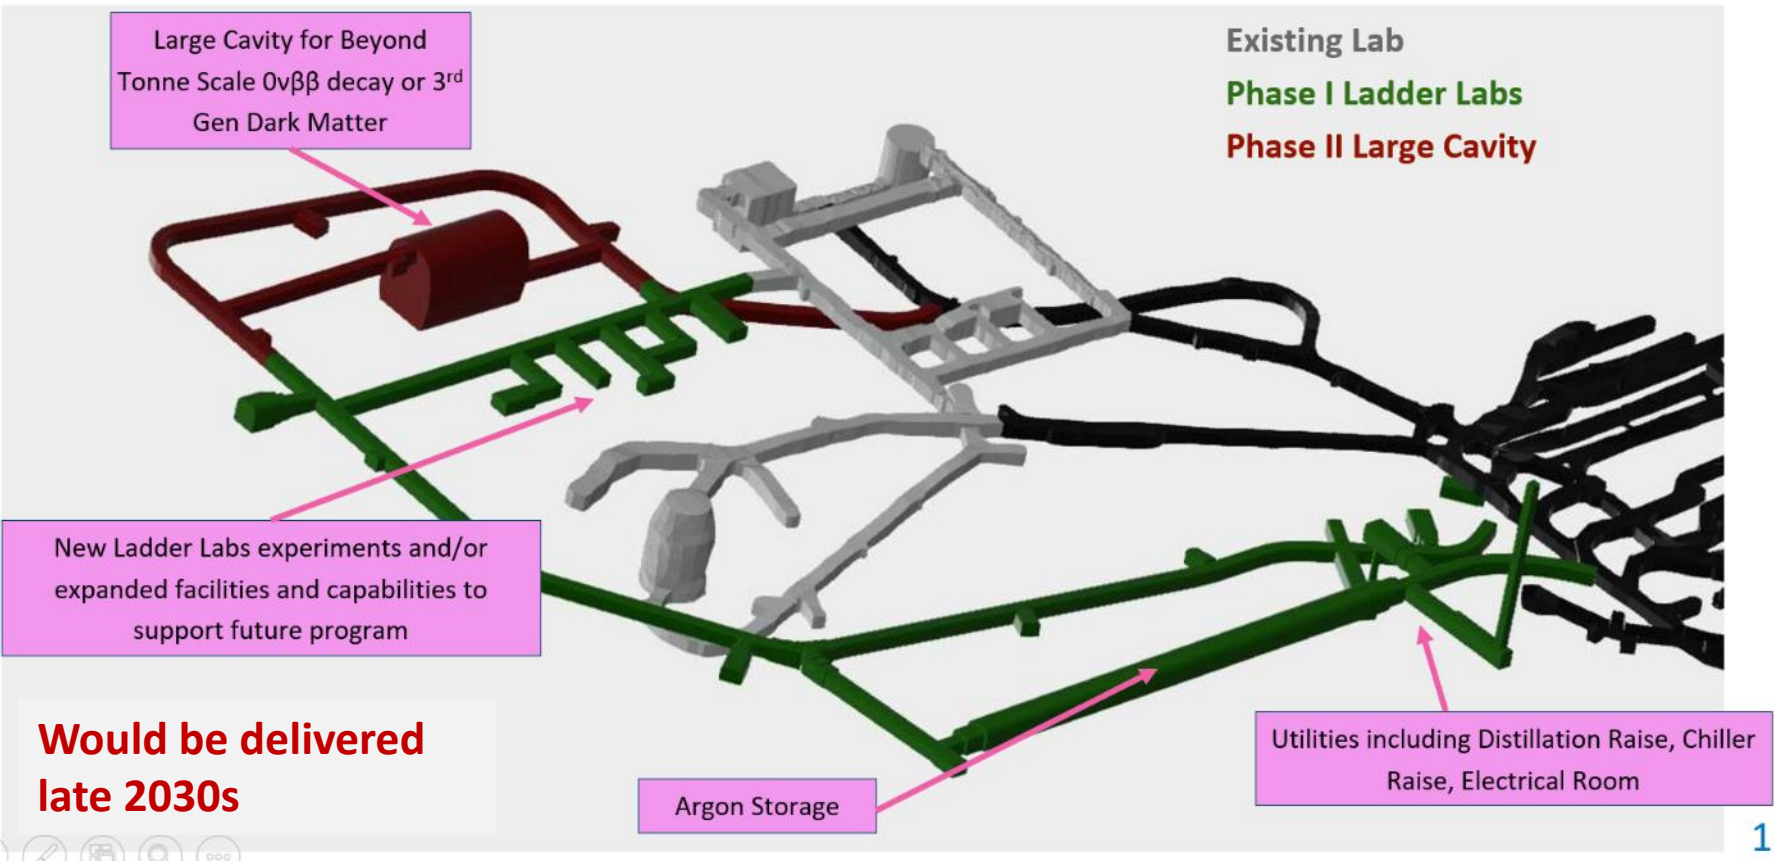 Large Cavity for Beyond
Tonne Scale 0νββ decay or 3rd
Gen Dark Matter
Existing Lab
Phase I Ladder Labs
Phase II Large Cavity
New Ladder Labs experiments and/or
expanded facilities and capabilities to
support future program
Would be delivered
late 2030s
Argon Storage
Utilities including Distillation Raise, Chiller
Raise, Electrical Room
1